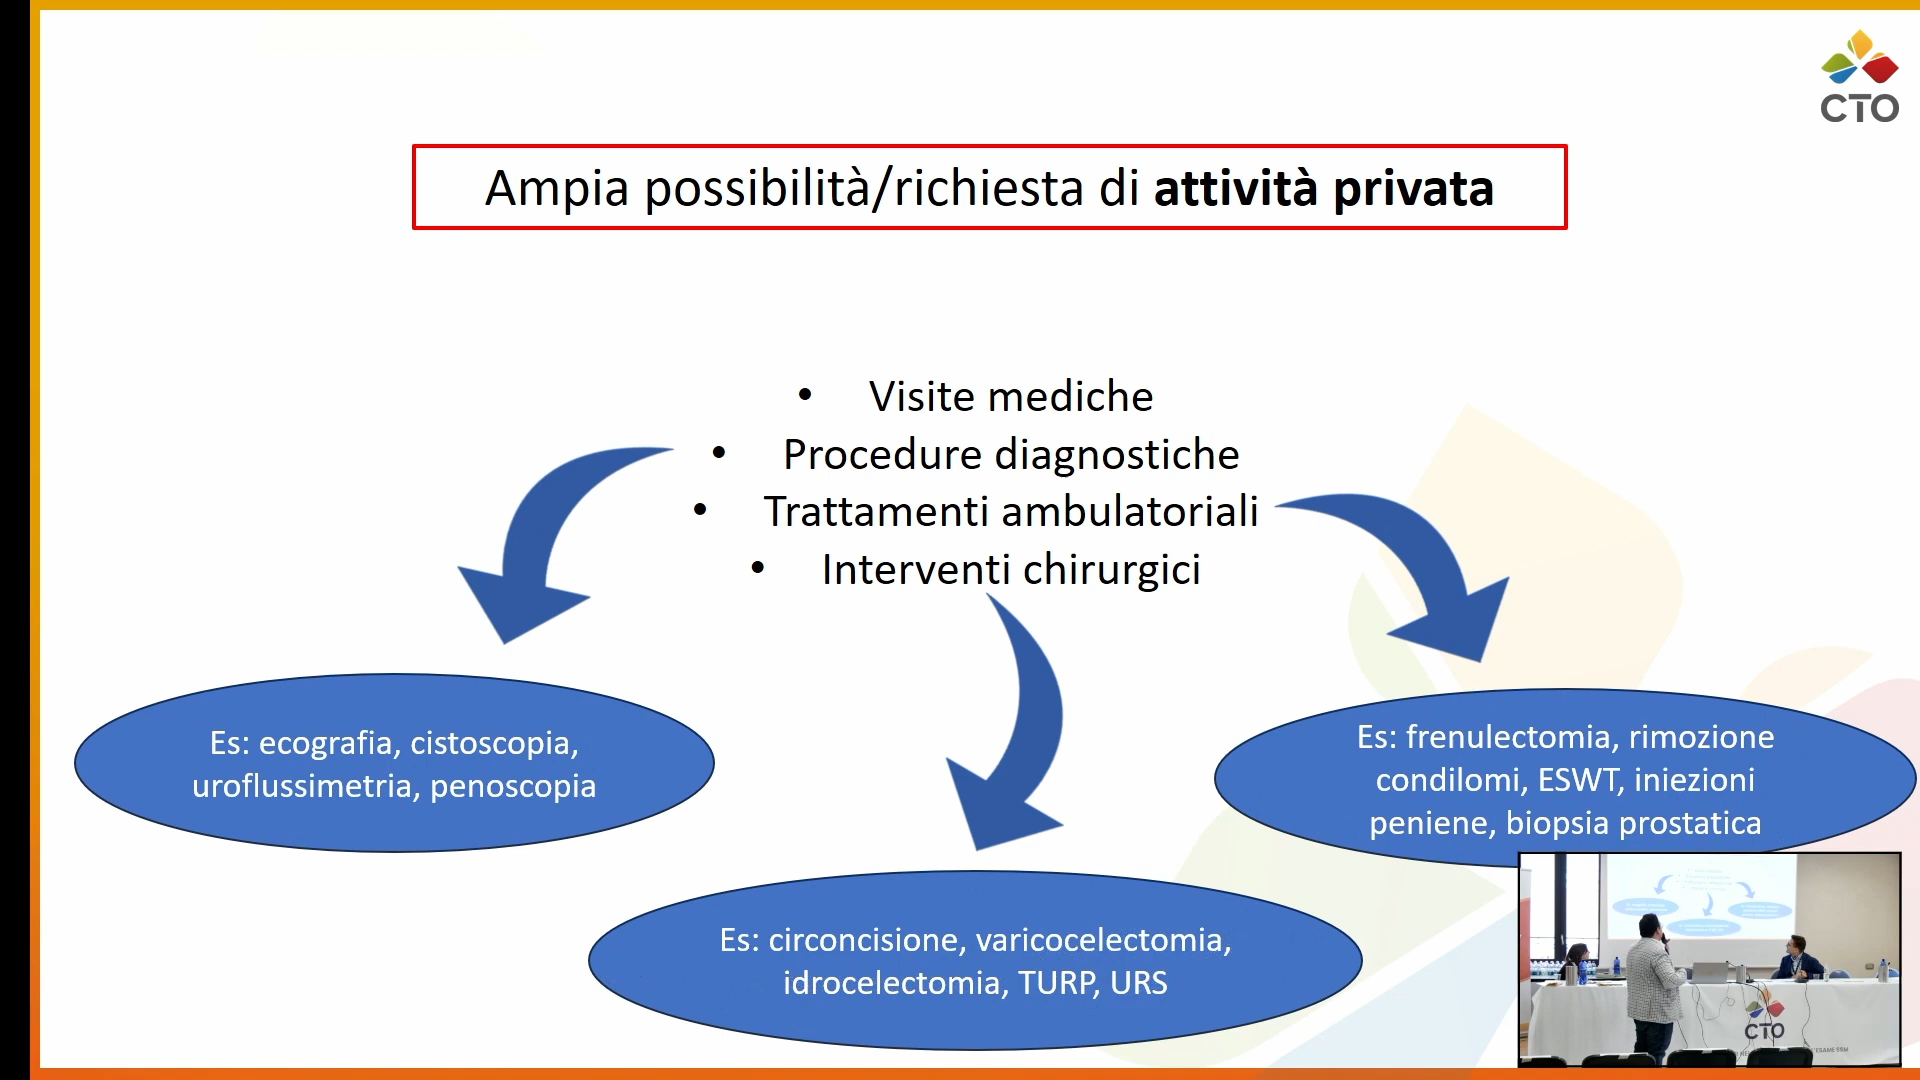 CTO
Ampia possibilità/richiesta di attività privata
• Visite mediche
• Procedure diagnostiche
• Trattamenti ambulatoriali
• Interventi chirurgici
Es: ecografia, cistoscopia,
uroflussimetria, penoscopia
Es: frenulectomia, rimozione
condilomi, ESWT, iniezioni
peniene, biopsia prostatica
Es: circoncisione, varicocelectomia,
idrocelectomia, TURP, URS
CTO